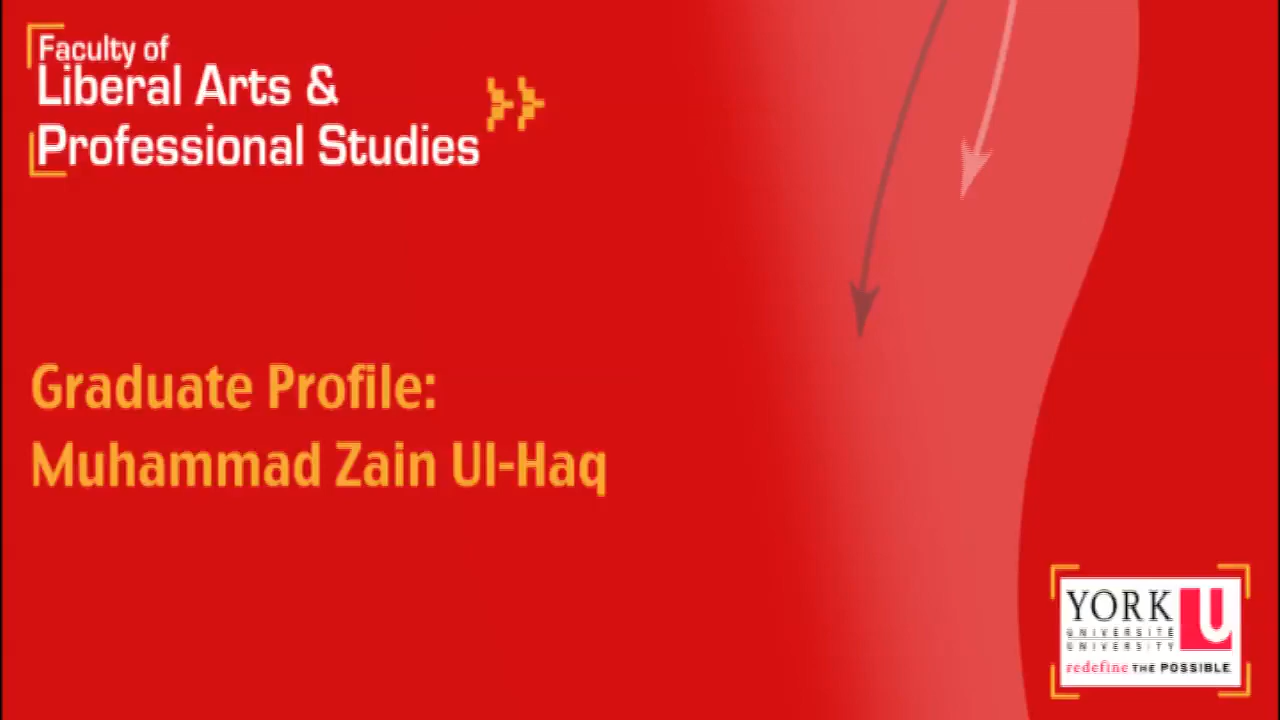 Faculty of
Liberal Arts &
Professional Studies
Graduate Profile:
Muhammad Zain Ul-Haq
YORK U
UNIVERSITÉ
UNIVERSITY
redefine THE POSSIBLE